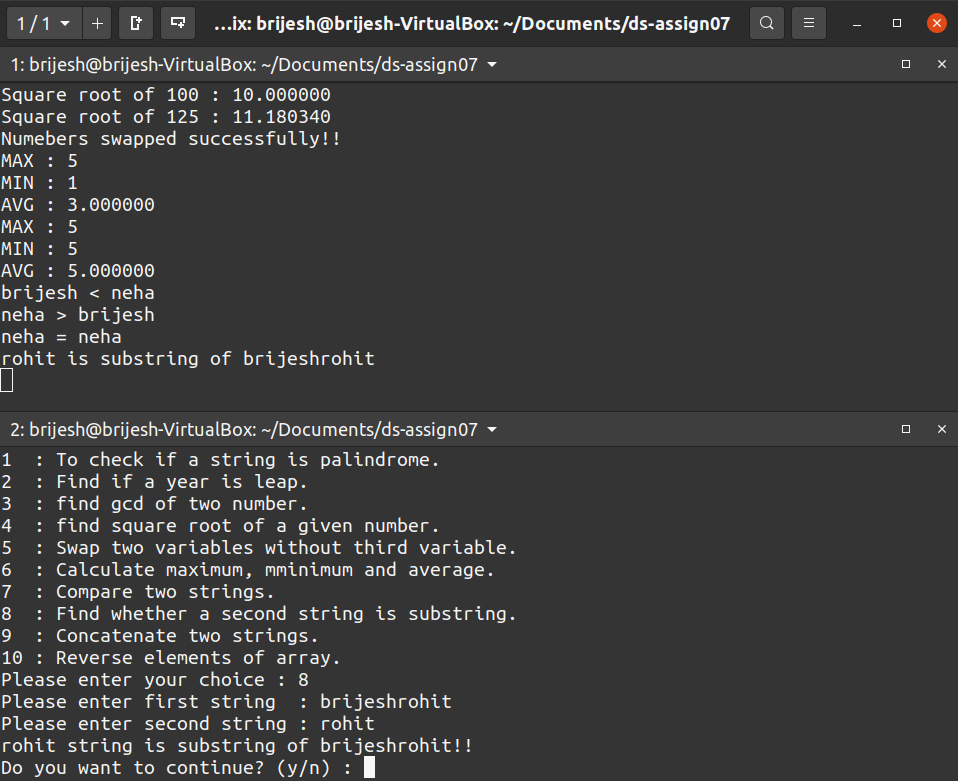 1 / 1 …ix: brijesh@brijesh-VirtualBox: ~/Documents/ds-assign07
1: brijesh@brijesh-VirtualBox: ~/Documents/ds-assign07
Square root of 100 : 10.000000
Square root of 125 : 11.180340
Numebers swapped successfully!!
MAX : 5
MIN : 1
AVG : 3.000000
MAX : 5
MIN : 5
AVG : 5.000000
brijesh < neha
neha > brijesh
neha = neha
rohit is substring of brijeshrohit
2: brijesh@brijesh-VirtualBox: ~/Documents/ds-assign07
1  : To check if a string is palindrome.
2  : Find if a year is leap.
3  : find gcd of two number.
4  : find square root of a given number.
5  : Swap two variables without third variable.
6  : Calculate maximum, mminimum and average.
7  : Compare two strings.
8  : Find whether a second string is substring.
9  : Concatenate two strings.
10 : Reverse elements of array.
Please enter your choice : 8
Please enter first string  : brijeshrohit
Please enter second string : rohit
rohit string is substring of brijeshrohit!!
Do you want to continue? (y/n) :